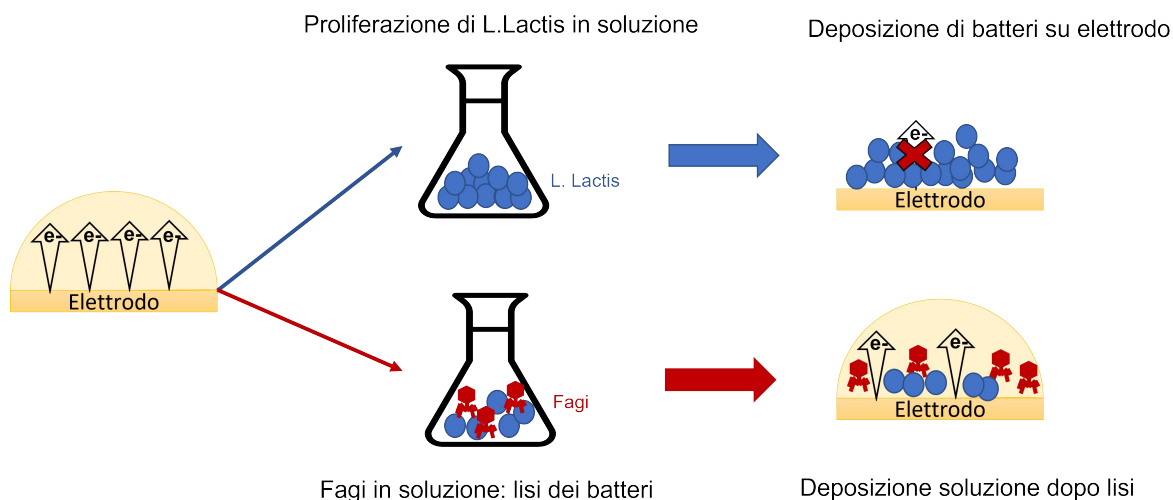 Proliferazione di L.Lactis in soluzione
Deposizione di batteri su elettrodo
e-
L. Lactis
Elettrodo
e- e- e- e-
Elettrodo
e- e-
Fagi
Elettrodo
Fagi in soluzione: lisi dei batteri
Deposizione soluzione dopo lisi